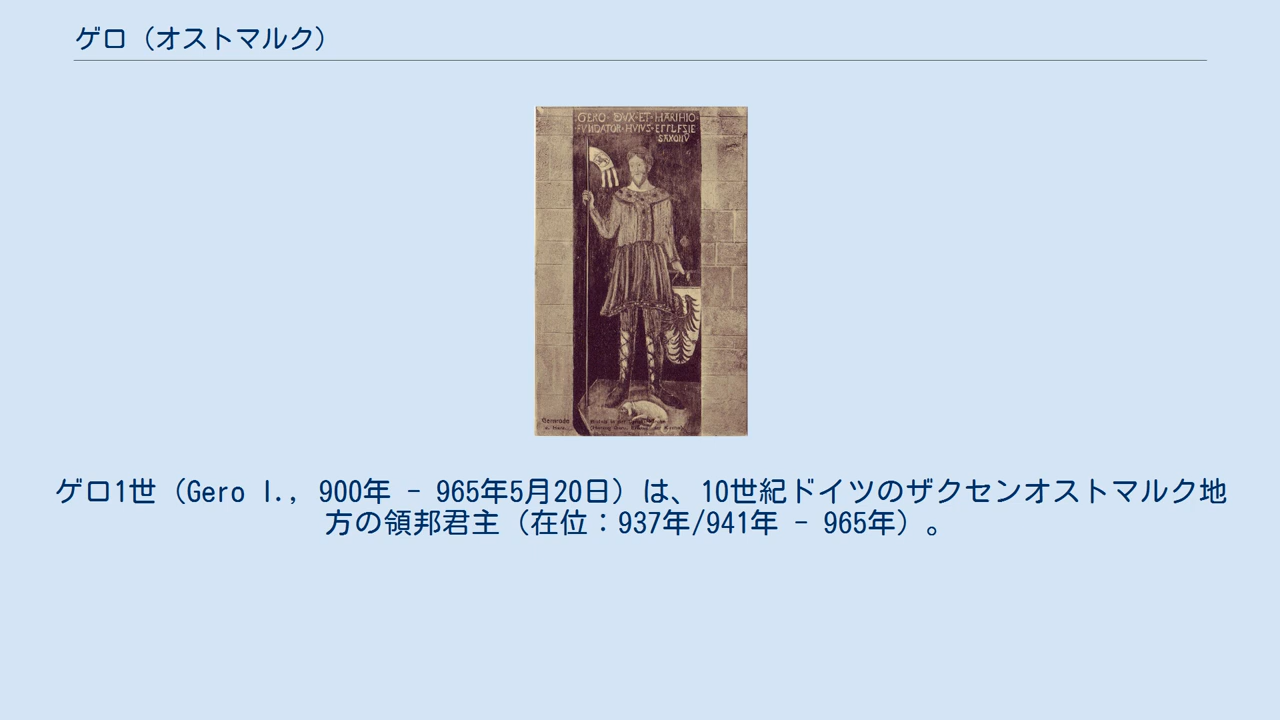 ゲロ（オストマルク）
GERO·DVX·ET·MARIHIO·
FVNDATOR·HVIVS·
SAXONV
Gernrode
ゲロ1世（Gero I., 900年 - 965年5月20日）は、10世紀ドイツのザクセンオストマルク地
方の領邦君主（在位：937年/941年 - 965年）。